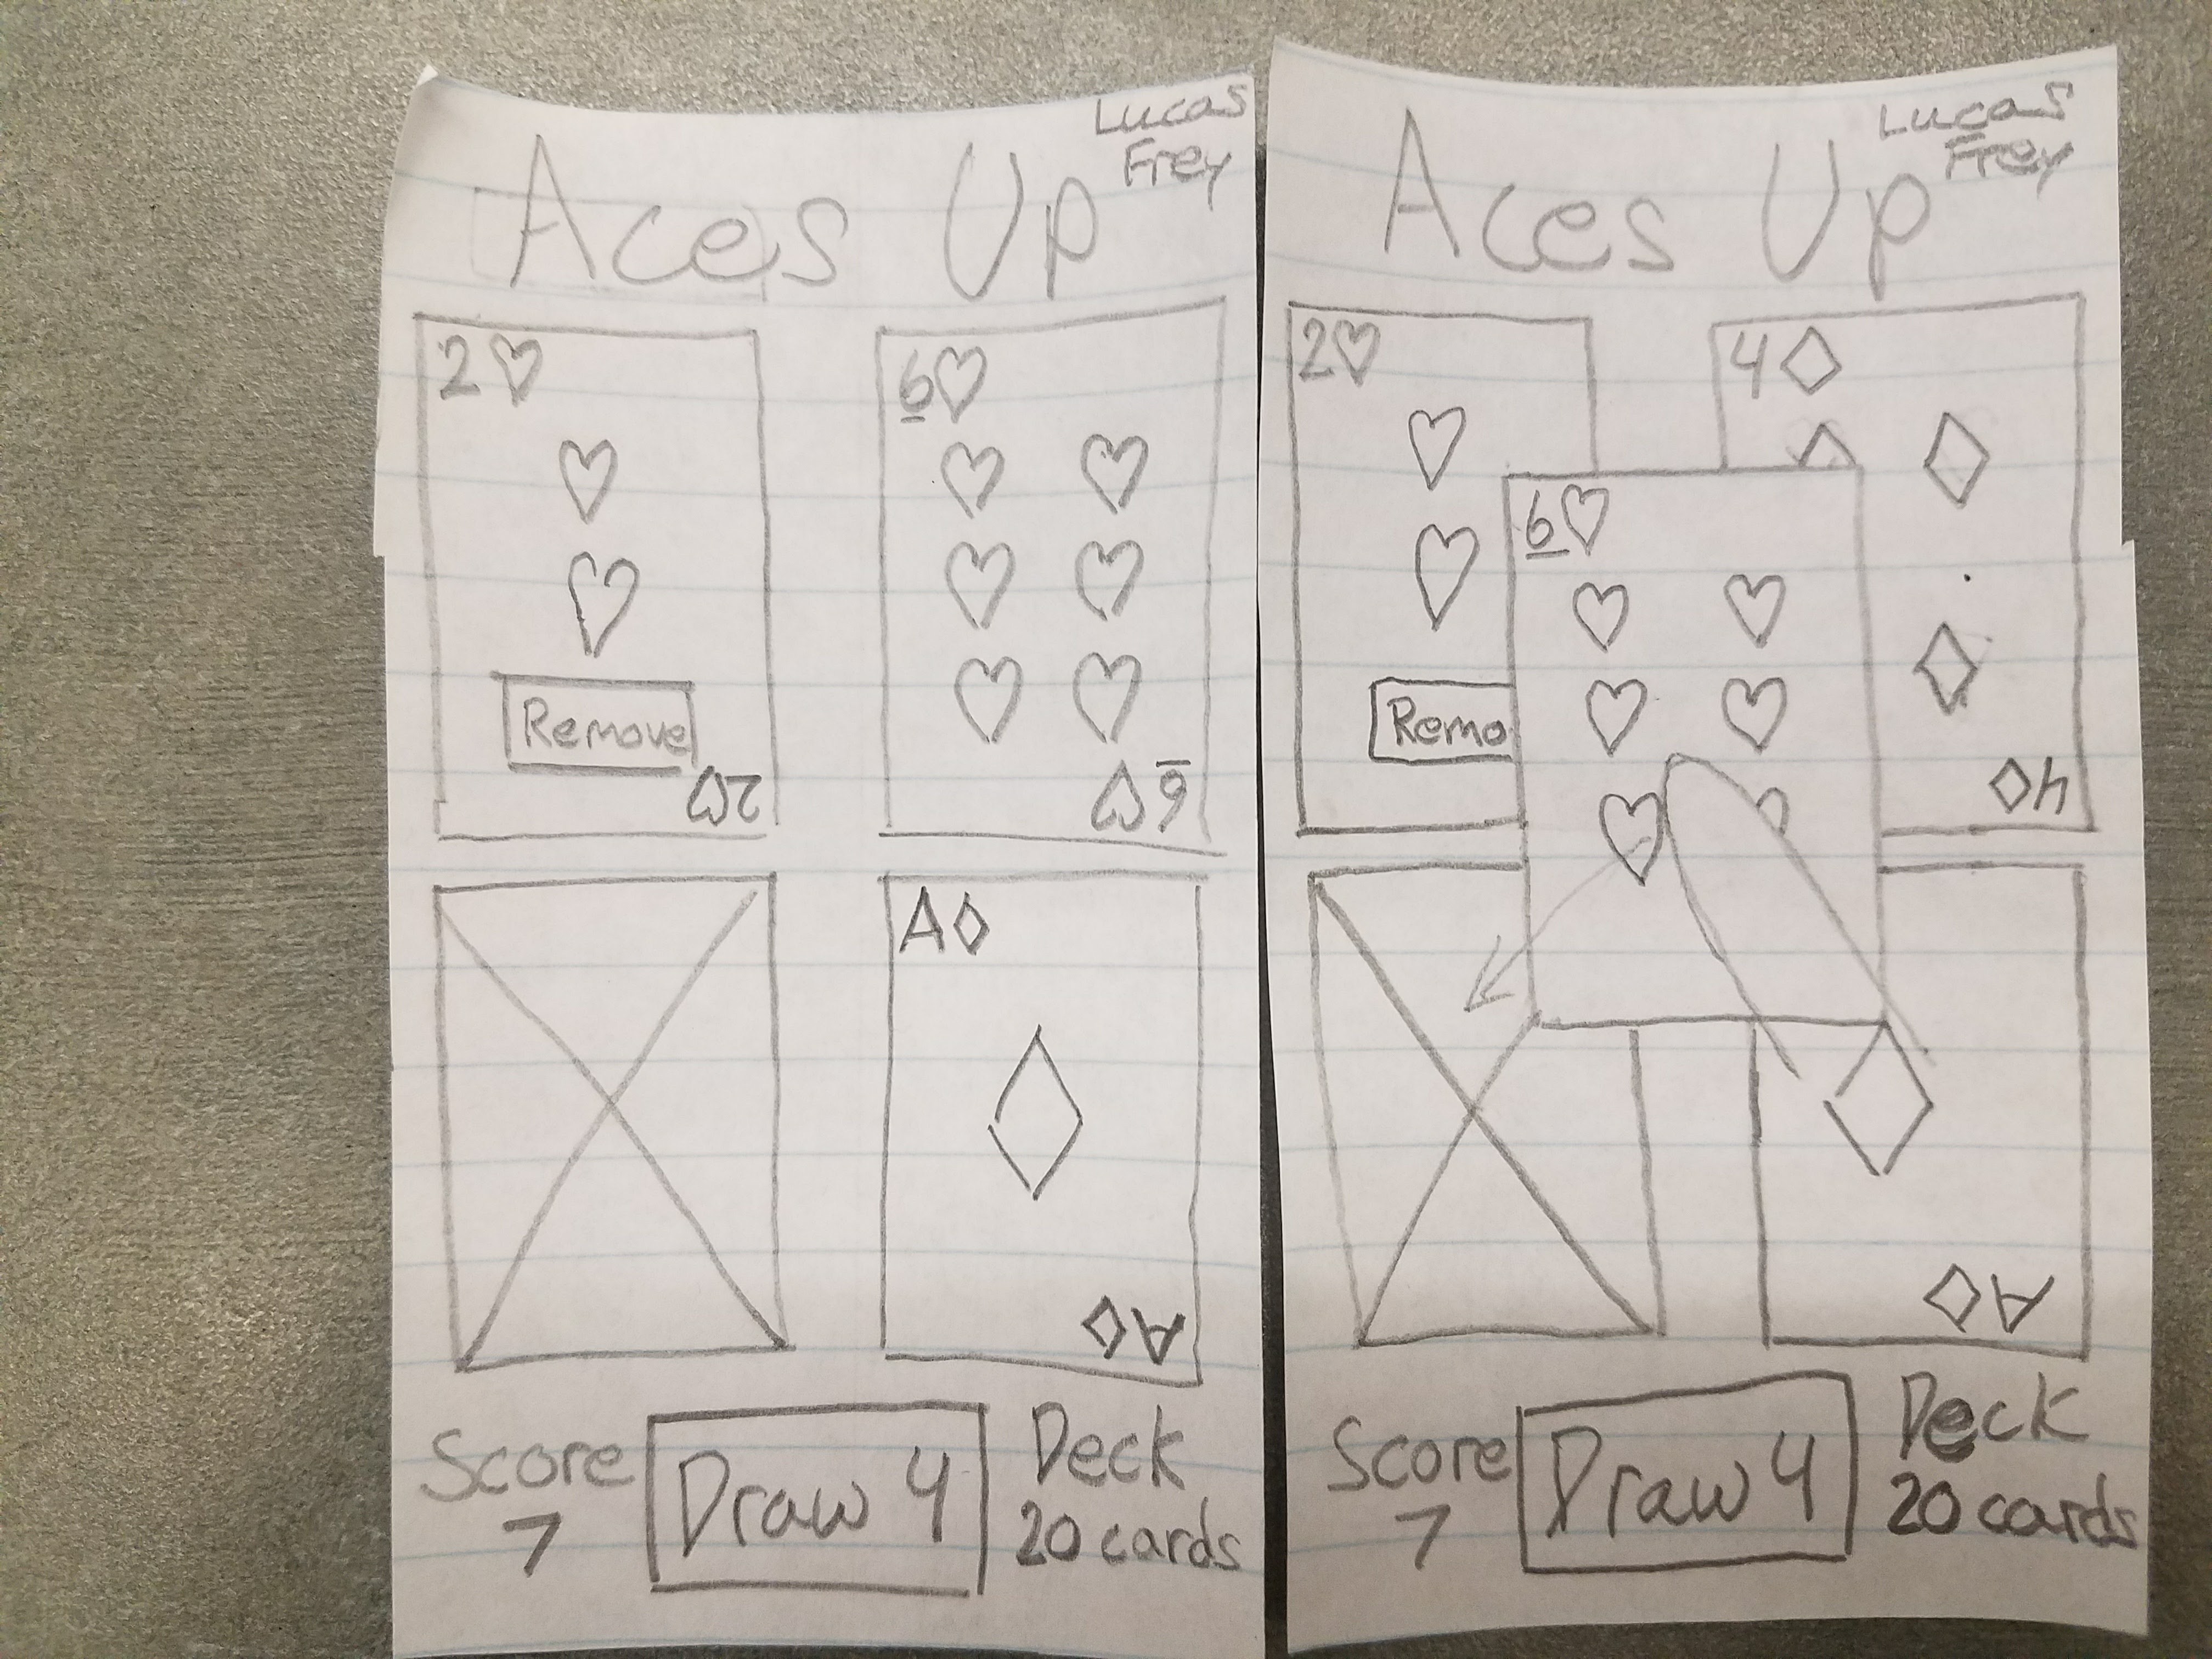 Lucas
Frey
Aces Up
2♡
6♡
Remove
2♡
6♡
A♢
A♢
Score
7
Draw 4
Deck
20 cards
Lucas
Frey
Aces Up
2♡
4♢
6♡
Remo
4♢
A♢
Score
7
Draw 4
Deck
20 cards